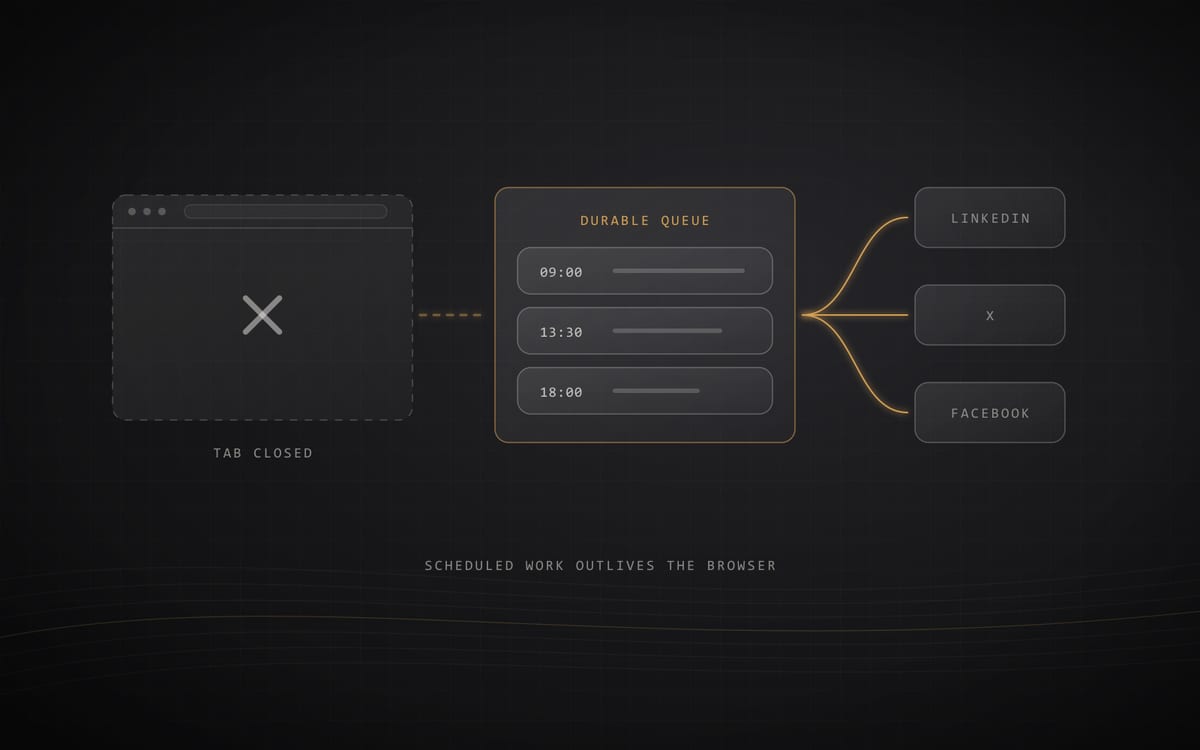 TAB CLOSED
DURABLE QUEUE
09:00
13:30
18:00
LINKEDIN
X
FACEBOOK
SCHEDULED WORK OUTLIVES THE BROWSER